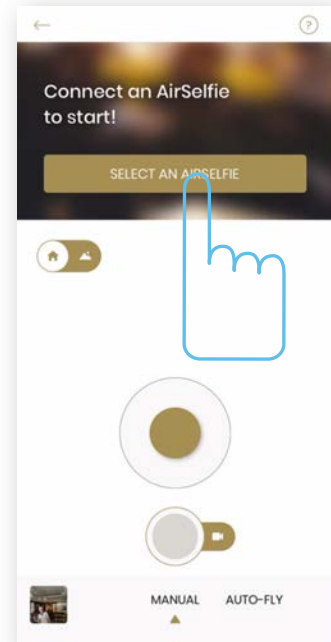 ?
Connect an AirSelfie
to start!
SELECT AN AIRSELFIE
MANUAL AUTO-FLY